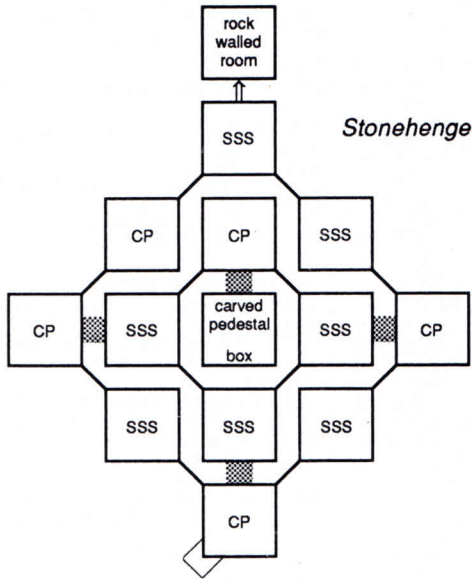 rock
walled
room
SSS
Stonehenge
CP
CP
SSS
CP
SSS
carved
pedestal
box
SSS
CP
SSS
SSS
SSS
CP